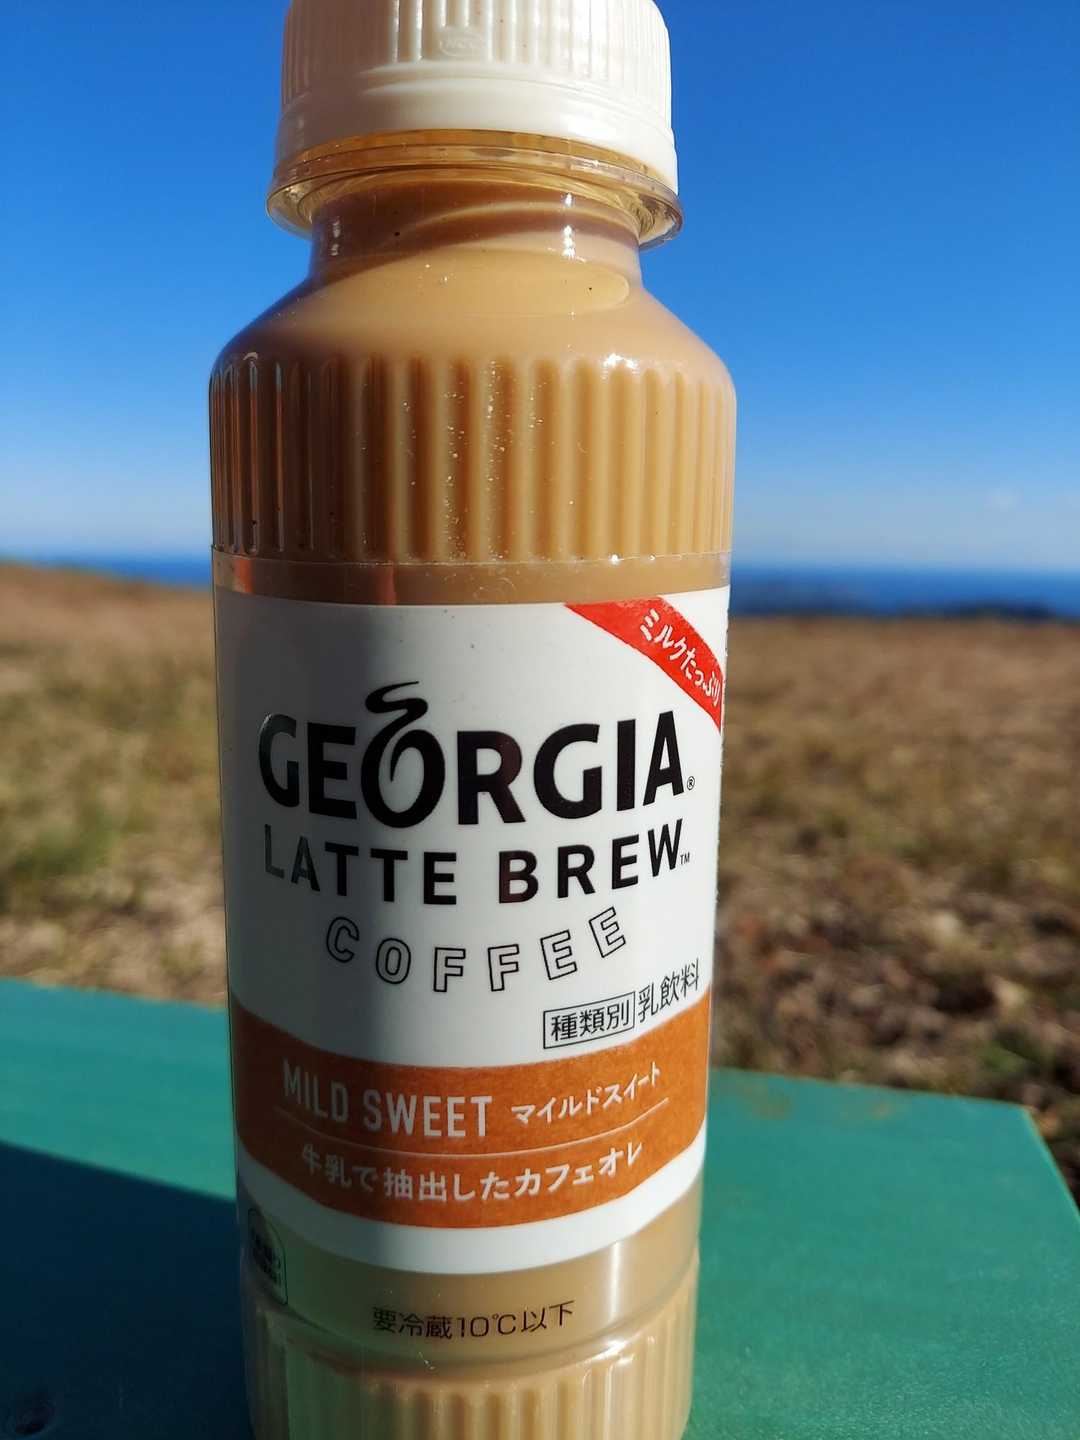 ミルクたっぷり
GEORGIA®
LATTE BREW™
COFFEE
種類別 乳飲料
MILD SWEET マイルドスイート
牛乳で抽出したカフェオレ
要冷蔵10℃以下